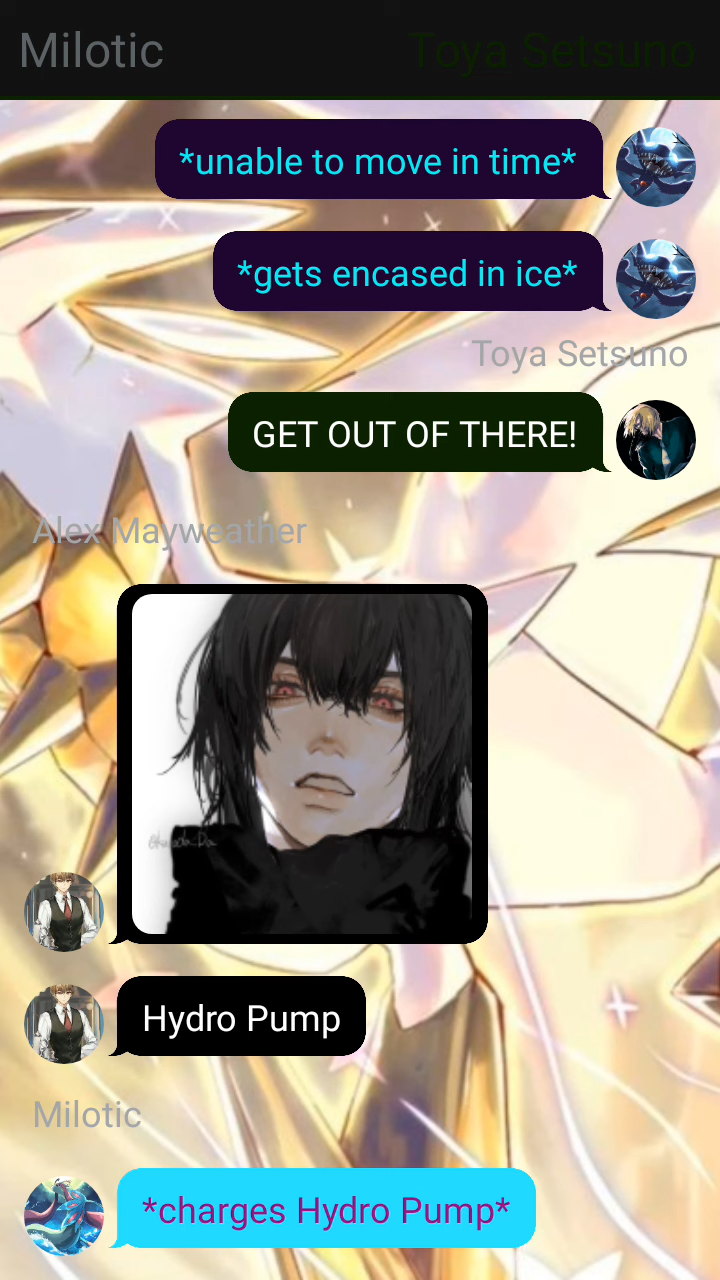 Milotic
Toya Setsuno
*unable to move in time*
*gets encased in ice*
Toya Setsuno
GET OUT OF THERE!
Alex Mayweather
Hydro Pump
Milotic
*charges Hydro Pump*